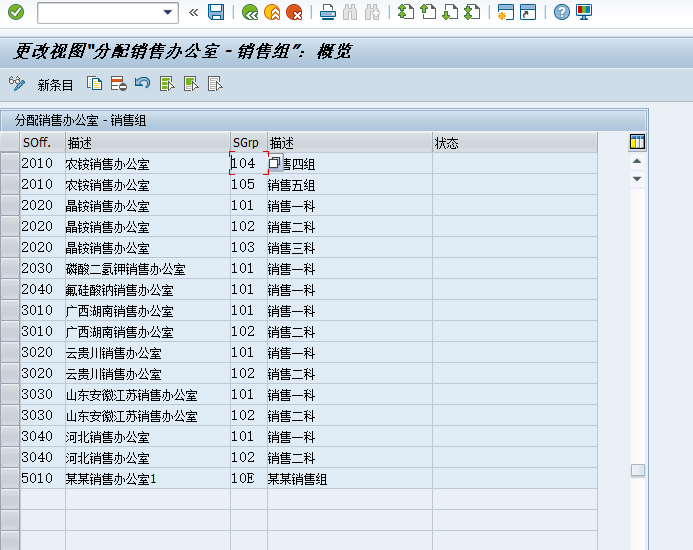 更改视图"分配销售办公室 - 销售组": 概览
新条目
分配销售办公室 - 销售组
SOff. 描述 SGrp 描述 状态
2010 农铵销售办公室 104 售四组
2010 农铵销售办公室 105 销售五组
2020 晶铵销售办公室 101 销售一科
2020 晶铵销售办公室 102 销售二科
2020 晶铵销售办公室 103 销售三科
2030 磷酸二氢钾销售办公室 101 销售一科
2040 氟硅酸钠销售办公室 101 销售一科
3010 广西湖南销售办公室 101 销售一科
3010 广西湖南销售办公室 102 销售二科
3020 云贵川销售办公室 101 销售一科
3020 云贵川销售办公室 102 销售二科
3030 山东安徽江苏销售办公室 101 销售一科
3030 山东安徽江苏销售办公室 102 销售二科
3040 河北销售办公室 101 销售一科
3040 河北销售办公室 102 销售二科
5010 某某销售办公室1 10E 某某销售组